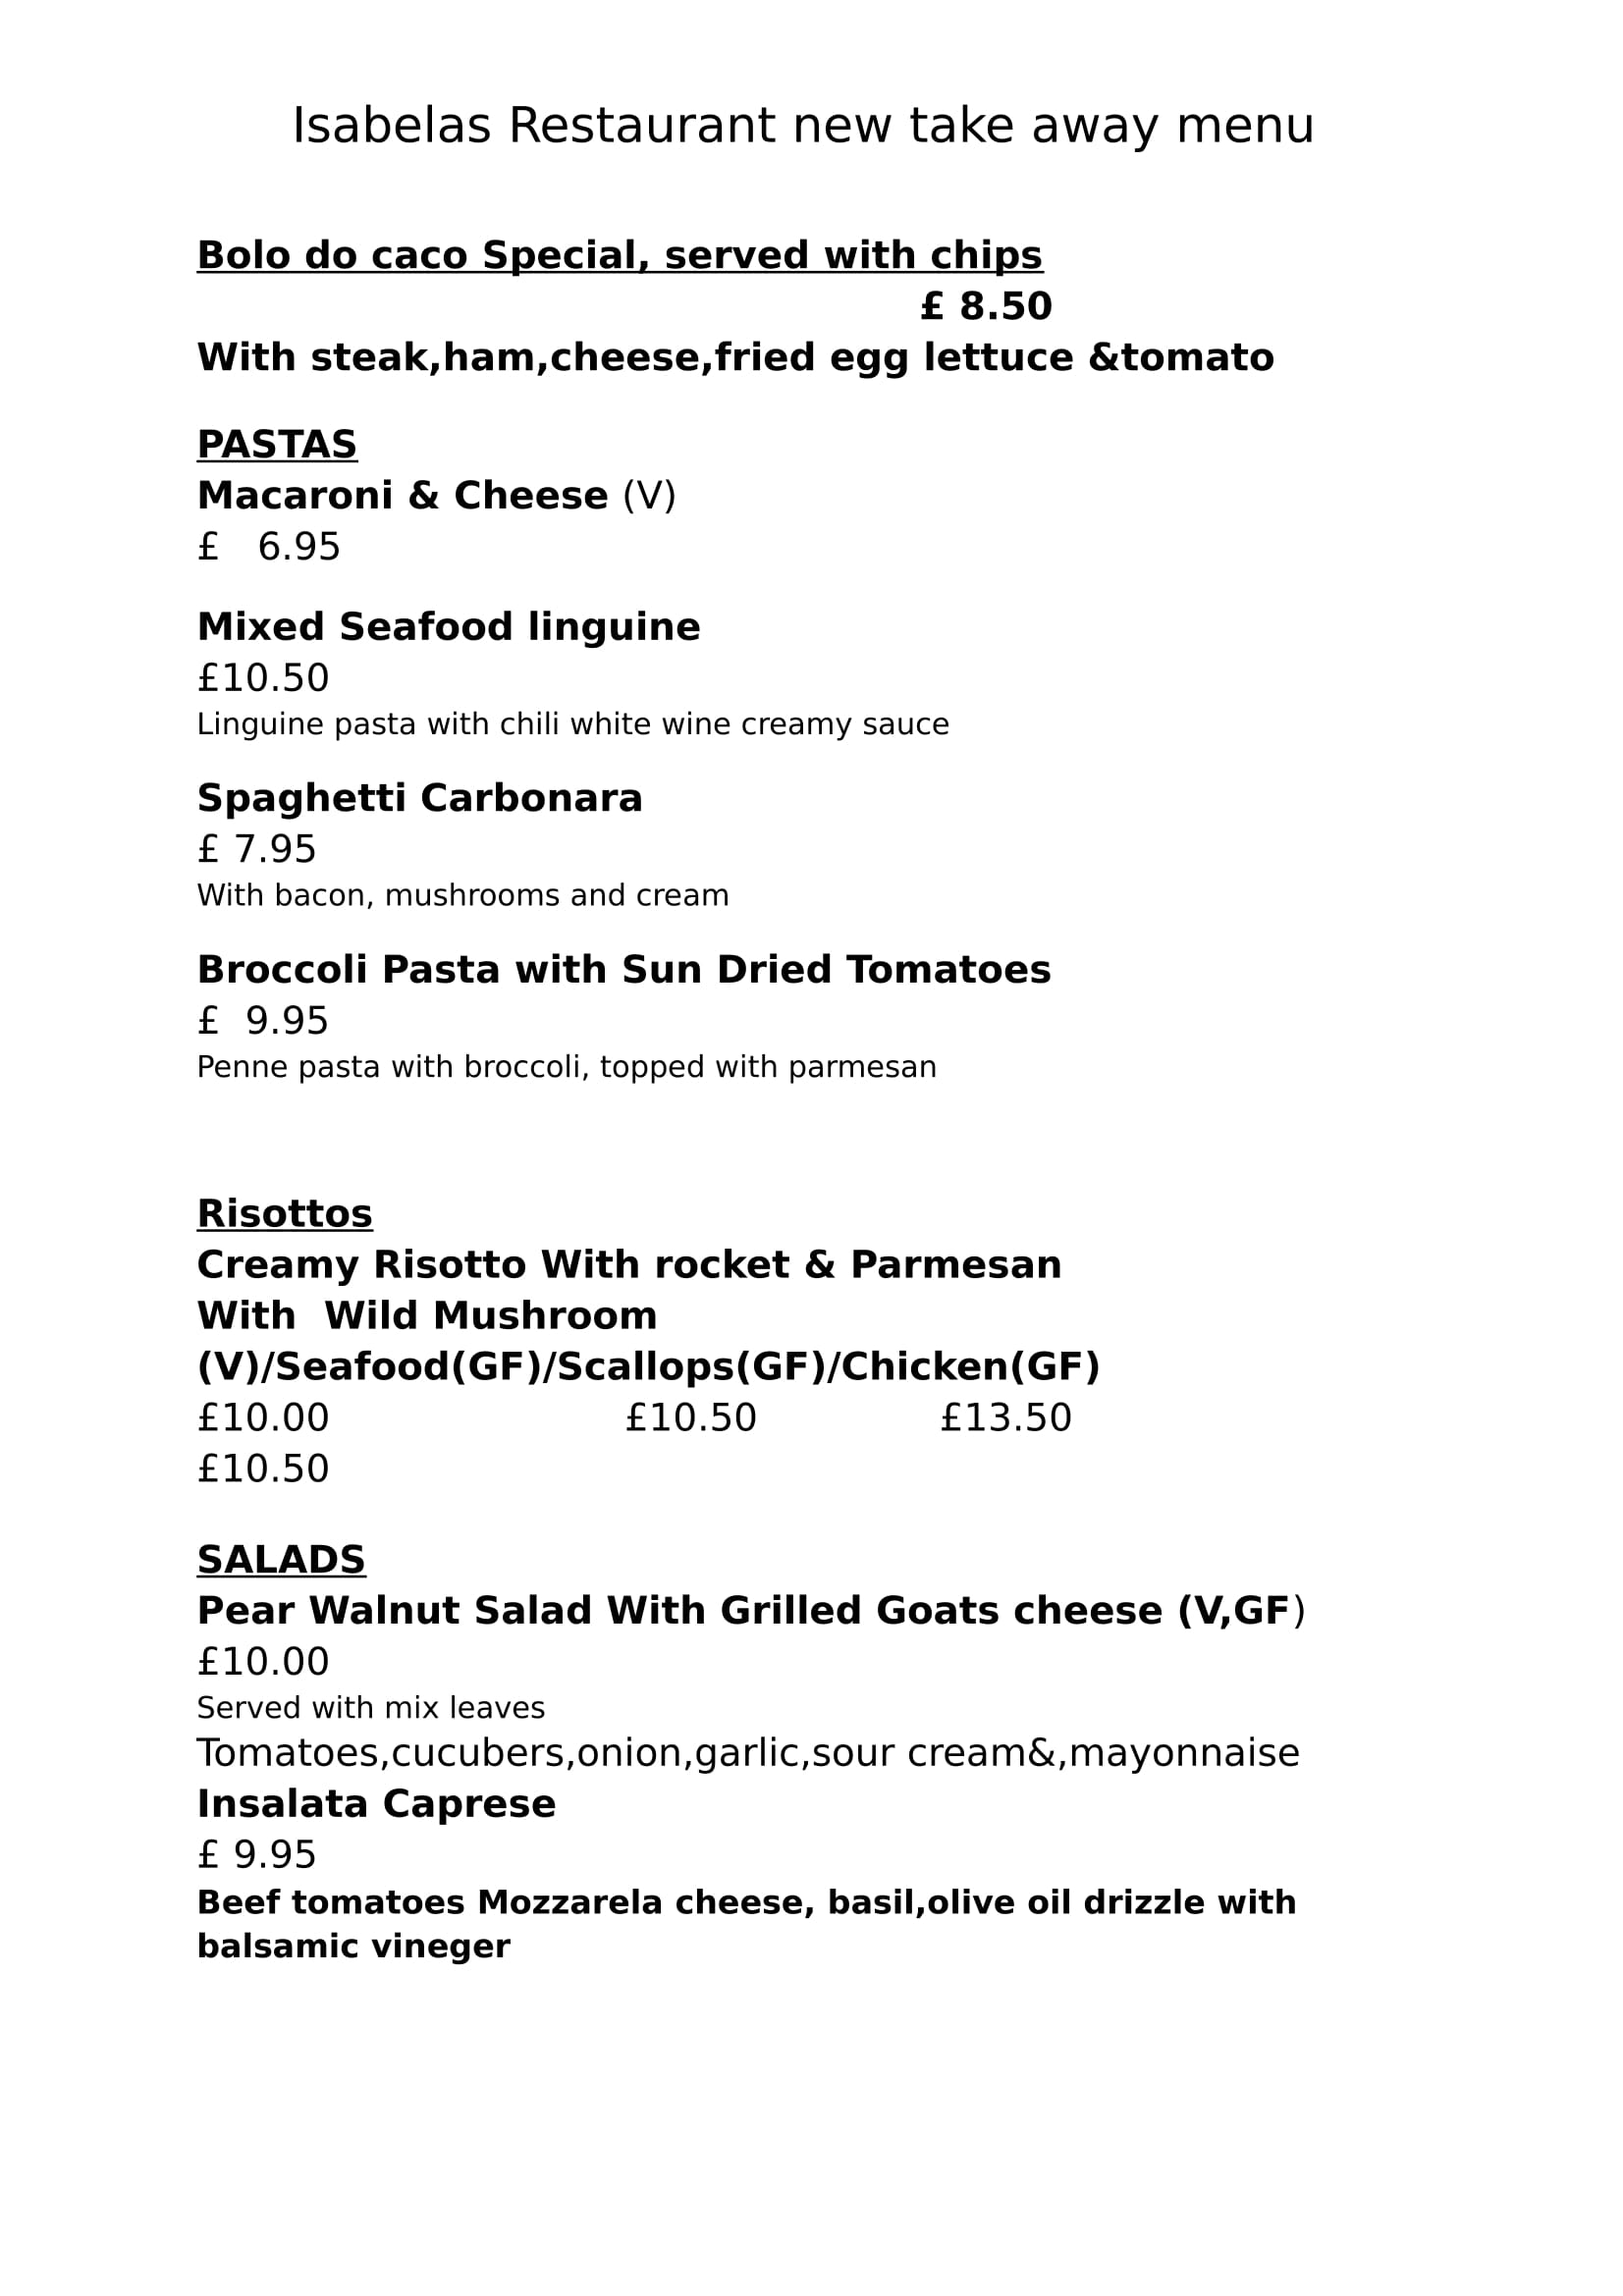 Isabelas Restaurant new take away menu
Bolo do caco Special, served with chips
£ 8.50
With steak,ham,cheese,fried egg lettuce &tomato
PASTAS
Macaroni & Cheese (V)
£   6.95
Mixed Seafood linguine
£10.50
Linguine pasta with chili white wine creamy sauce
Spaghetti Carbonara
£ 7.95
With bacon, mushrooms and cream
Broccoli Pasta with Sun Dried Tomatoes
£  9.95
Penne pasta with broccoli, topped with parmesan
Risottos
Creamy Risotto With rocket & Parmesan
With  Wild Mushroom
(V)/Seafood(GF)/Scallops(GF)/Chicken(GF)
£10.00 £10.50 £13.50
£10.50
SALADS
Pear Walnut Salad With Grilled Goats cheese (V,GF)
£10.00
Served with mix leaves
Tomatoes,cucubers,onion,garlic,sour cream&,mayonnaise
Insalata Caprese
£ 9.95
Beef tomatoes Mozzarela cheese, basil,olive oil drizzle with
balsamic vineger